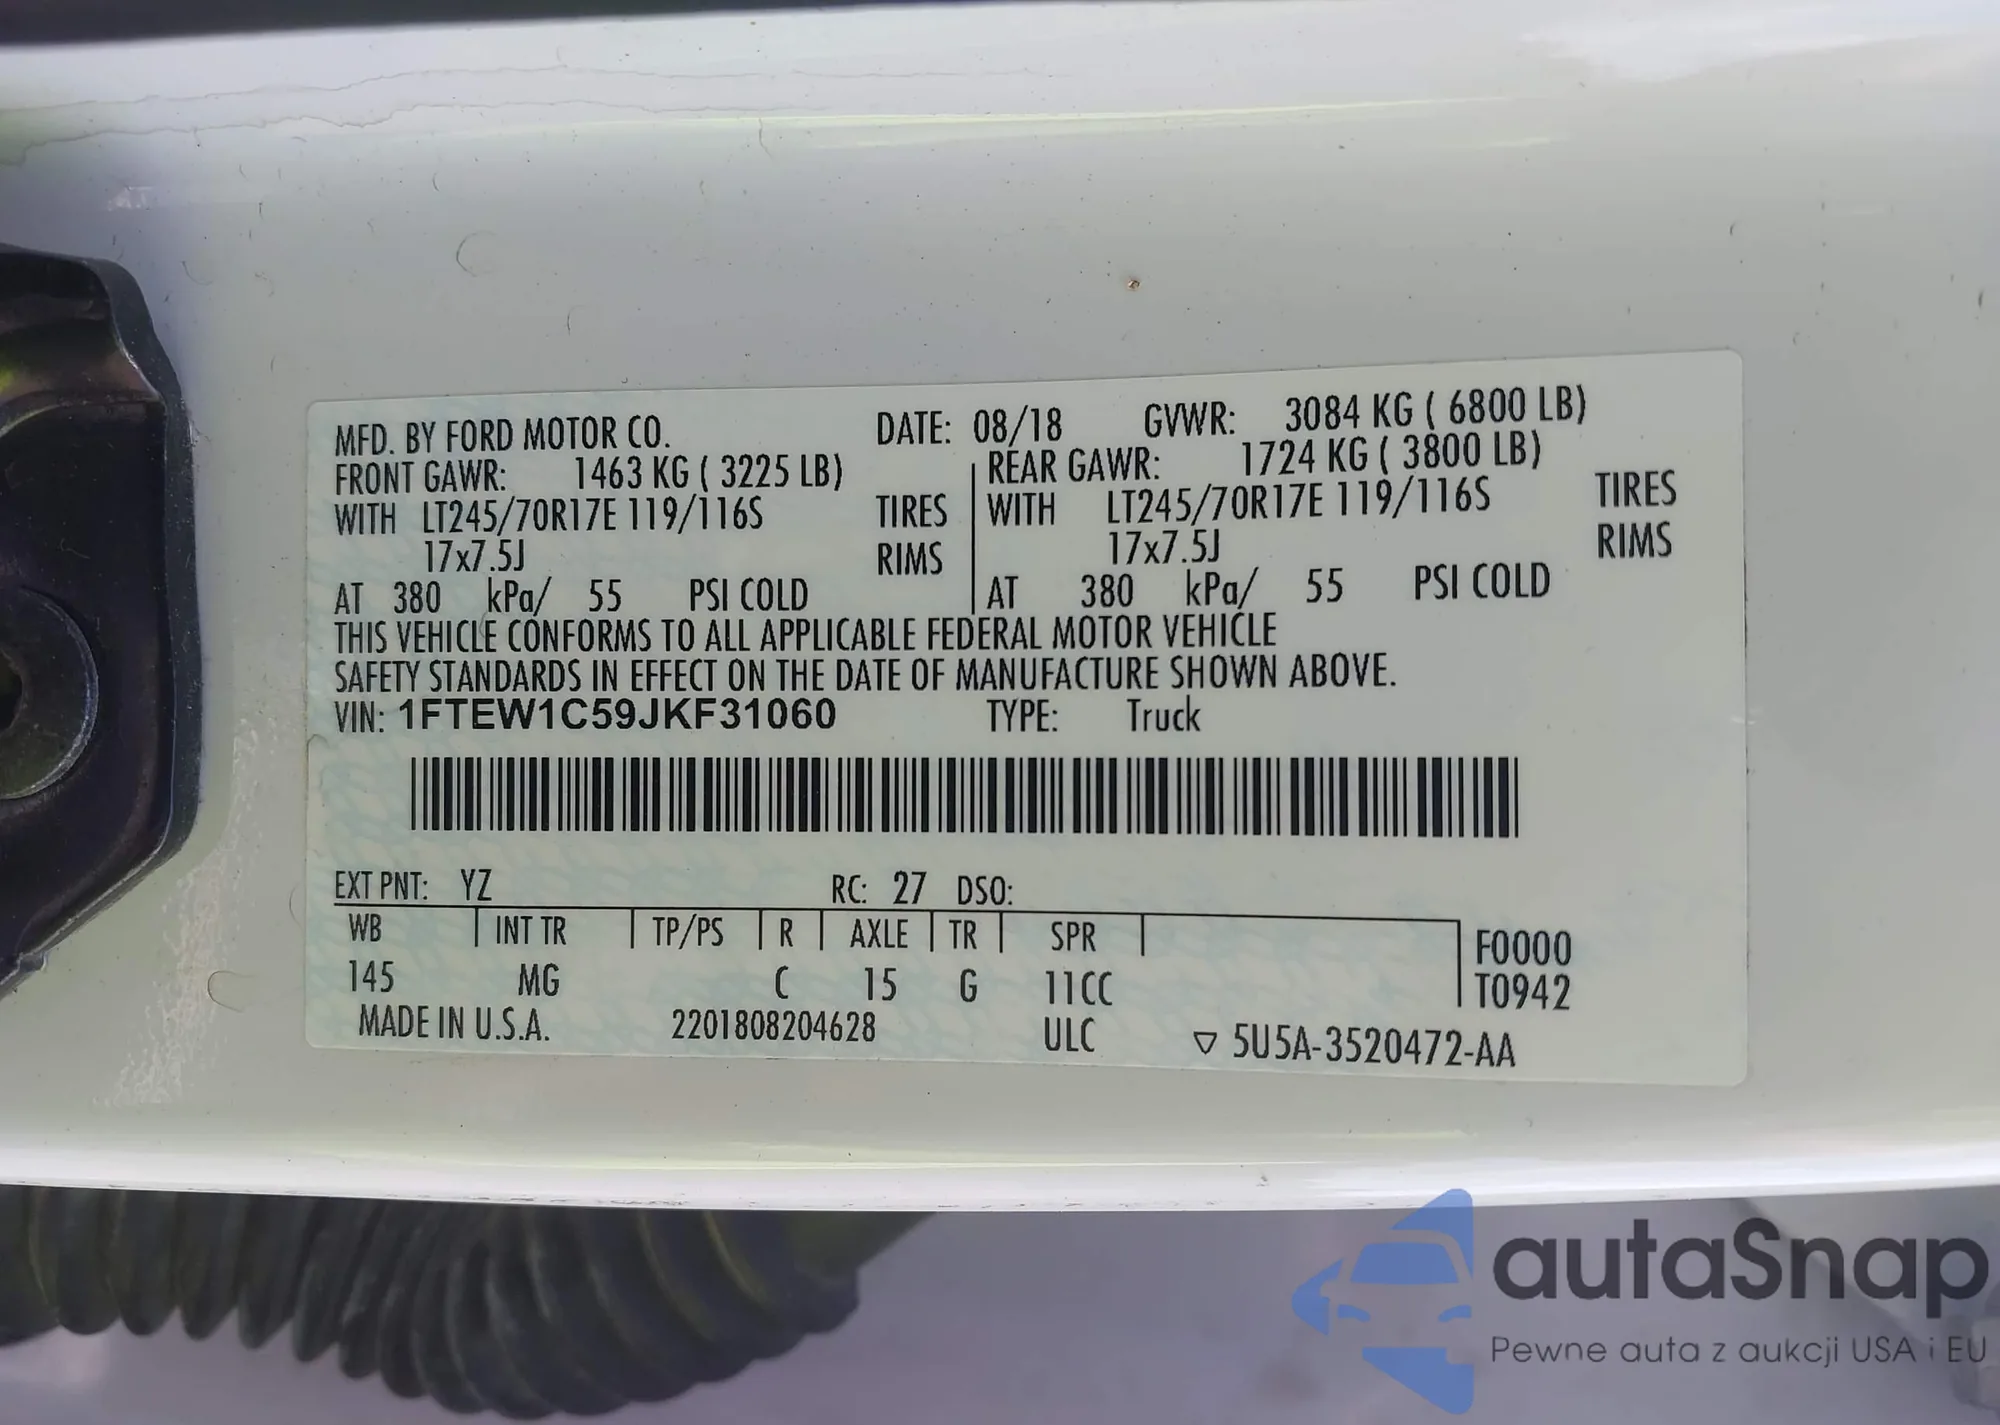 MFD. BY FORD MOTOR CO. DATE: 08/18 GVWR: 3084 KG ( 6800 LB)
FRONT GAWR: 1463 KG ( 3225 LB) REAR GAWR: 1724 KG ( 3800 LB)
WITH LT245/70R17E 119/116S TIRES WITH LT245/70R17E 119/116S TIRES
17x7.5J RIMS 17x7.5J RIMS
AT 380 kPa/ 55 PSI COLD AT 380 kPa/ 55 PSI COLD
THIS VEHICLE CONFORMS TO ALL APPLICABLE FEDERAL MOTOR VEHICLE
SAFETY STANDARDS IN EFFECT ON THE DATE OF MANUFACTURE SHOWN ABOVE.
VIN: 1FTEW1C59JKF31060 TYPE: Truck
EXT PNT: YZ RC: 27 DSO:
WB INT TR TP/PS R AXLE TR SPR F0000
145 MG C 15 G 11CC T0942
MADE IN U.S.A. 2201808204628 ULC ▽ 5U5A-3520472-AA
autaSnap
Pewne auta z aukcji USA i EU